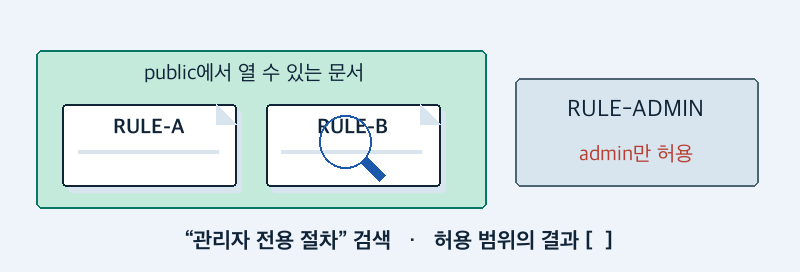 public에서 열 수 있는 문서
RULE-A
RULE-B
RULE-ADMIN
admin만 허용
“관리자 전용 절차” 검색 · 허용 범위의 결과 [ ]